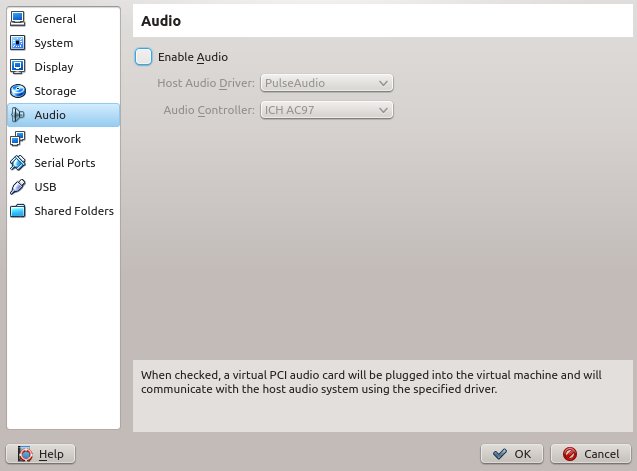 General
System
Display
Storage
Audio
Network
Serial Ports
USB
Shared Folders
Audio
Enable Audio
Host Audio Driver: PulseAudio
Audio Controller: ICH AC97
When checked, a virtual PCI audio card will be plugged into the virtual machine and will
communicate with the host audio system using the specified driver.
Help
OK
Cancel